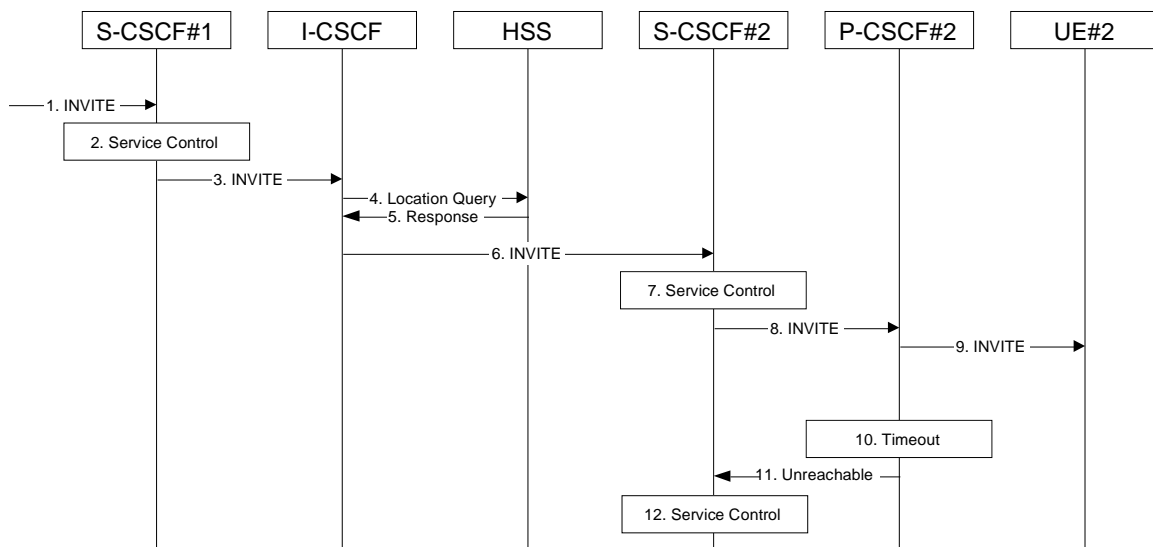 S-CSCF#1 I-CSCF HSS S-CSCF#2 P-CSCF#2 UE#2
1. INVITE
2. Service Control
3. INVITE
4. Location Query
5. Response
6. INVITE
7. Service Control
8. INVITE
9. INVITE
10. Timeout
11. Unreachable
12. Service Control